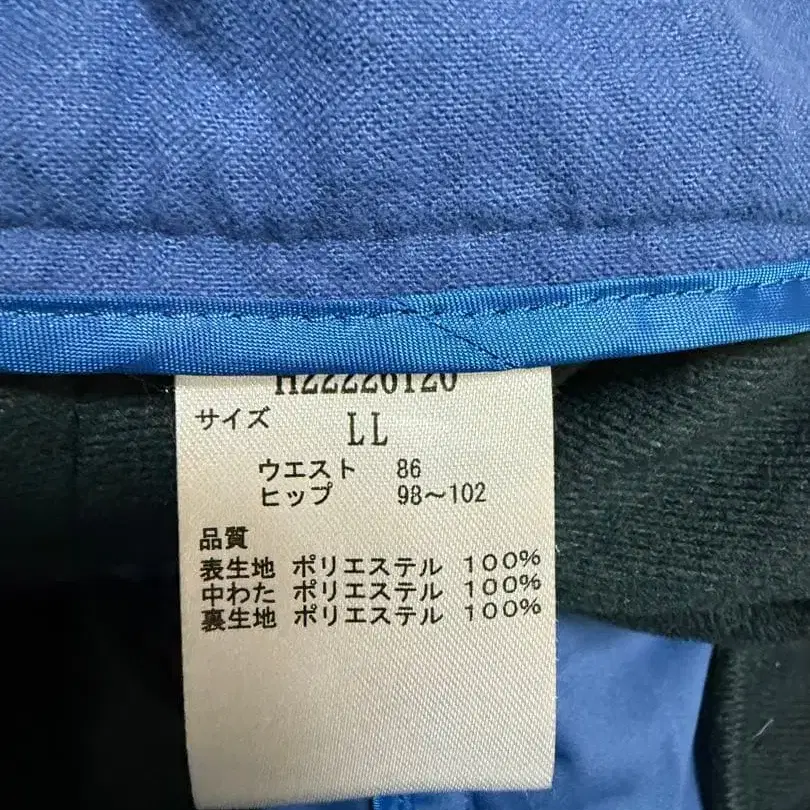 H22226120
サイズ LL
ウエスト 86
ヒップ 98～102
品質
表生地 ポリエステル 100%
中わた ポリエステル 100%
裏生地 ポリエステル 100%